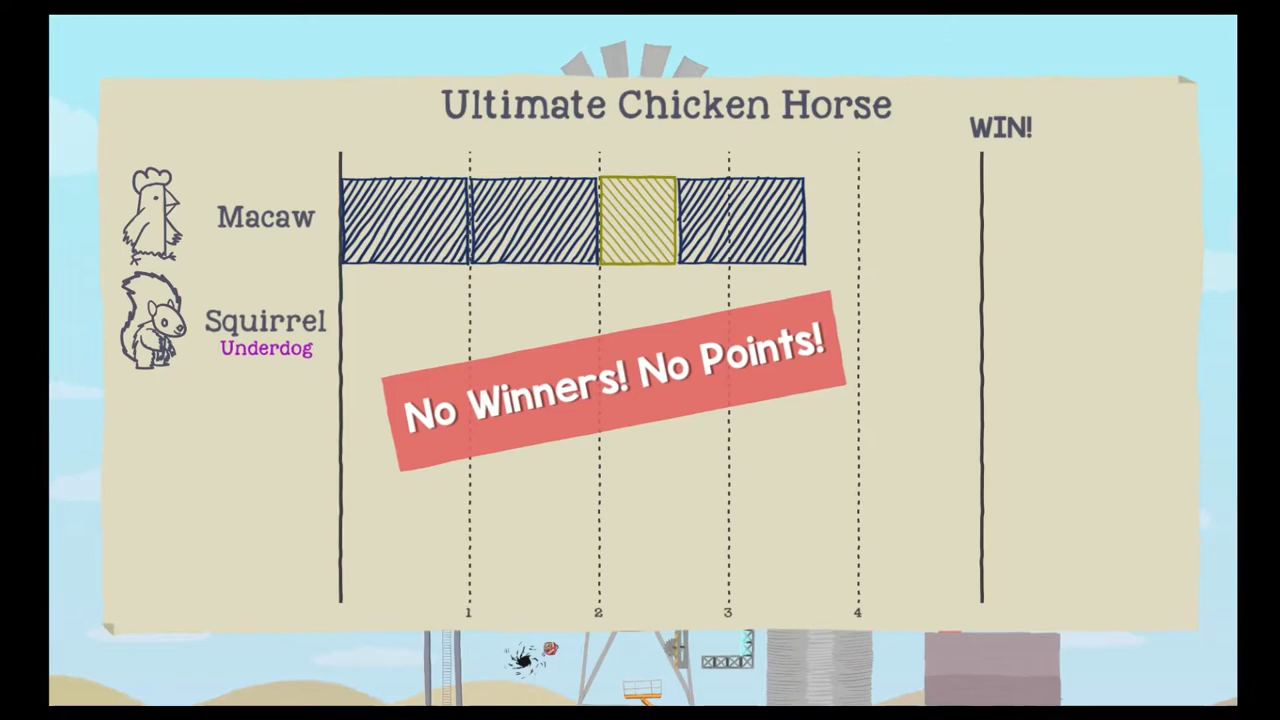 Ultimate Chicken Horse
WIN!
Macaw
Squirrel
Underdog
No Winners! No Points!
1
2
3
4